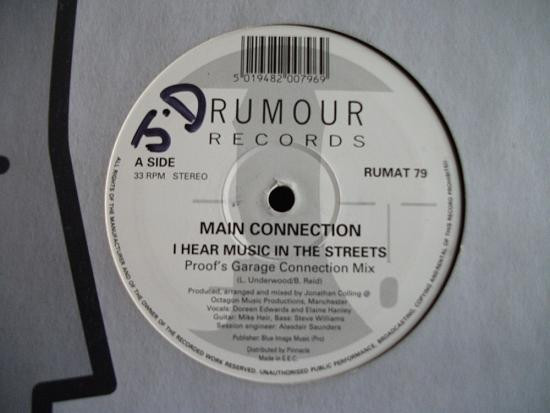 5 019482 007969
5.D
RUMOUR
RECORDS
A SIDE
33 RPM STEREO
RUMAT 79
MAIN CONNECTION
I HEAR MUSIC IN THE STREETS
Proof's Garage Connection Mix
(L. Underwood/B. Reid)
Produced, arranged and mixed by Jonathan Colling @
Octagon Music Productions, Manchester
Vocals: Doreen Edwards and Elaine Hanley
Guitar: Mike Heir, Bass: Steve Williams
Session engineer: Alasdair Saunders
Publisher: Blue Image Music (Prs)
Distributed by Pinnacle
Made in E.E.C.
ALL RIGHTS OF THE MANUFACTURER AND OF THE OWNER OF THE RECORDED WORK RESERVED. UNAUTHORISED PUBLIC PERFORMANCE, BROADCASTING, COPYING AND RE-RENTAL OF THIS RECORD PROHIBITED.